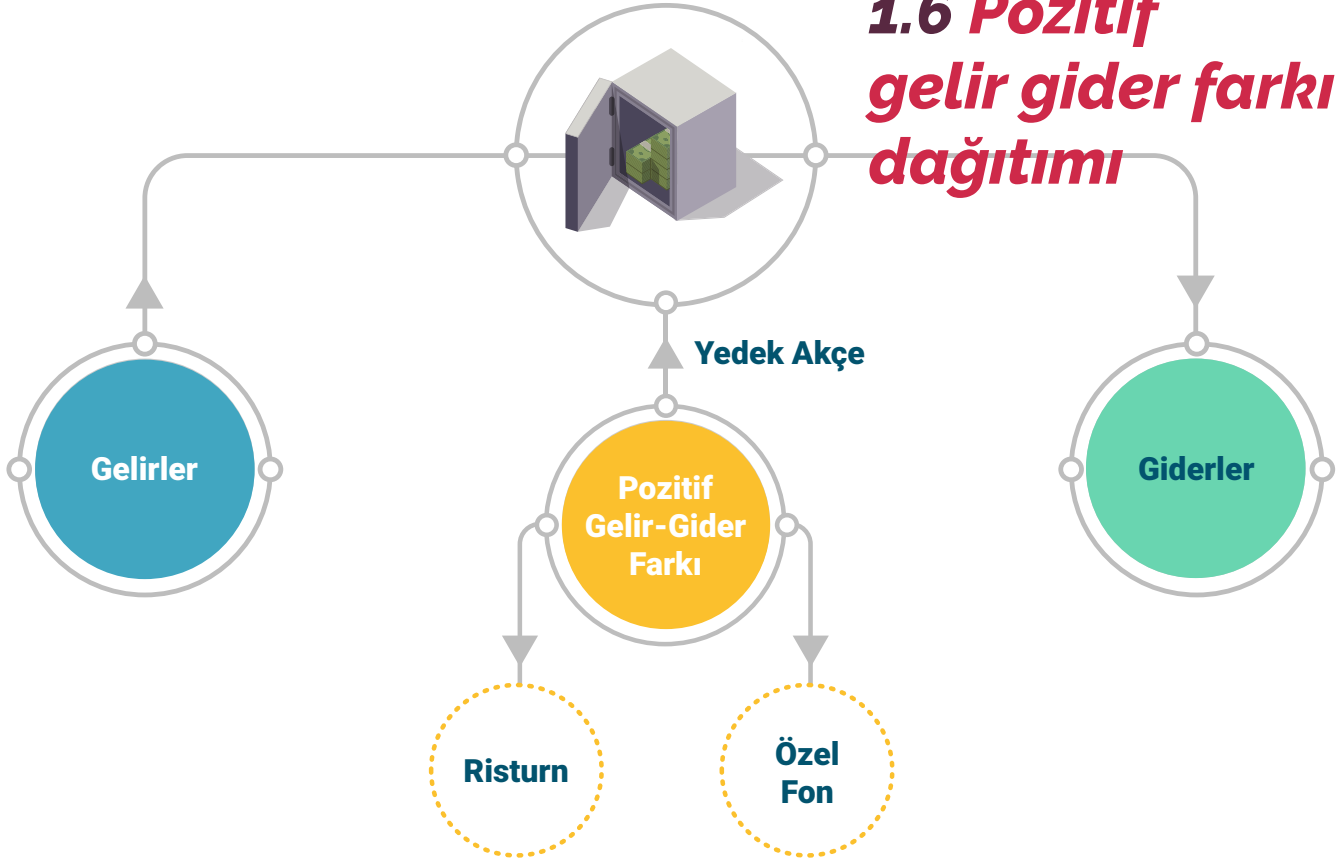 1.6 Pozitif
gelir gider farkı
dağıtımı
Yedek Akçe
Gelirler
Pozitif
Gelir-Gider
Farkı
Giderler
Risturn
Özel
Fon